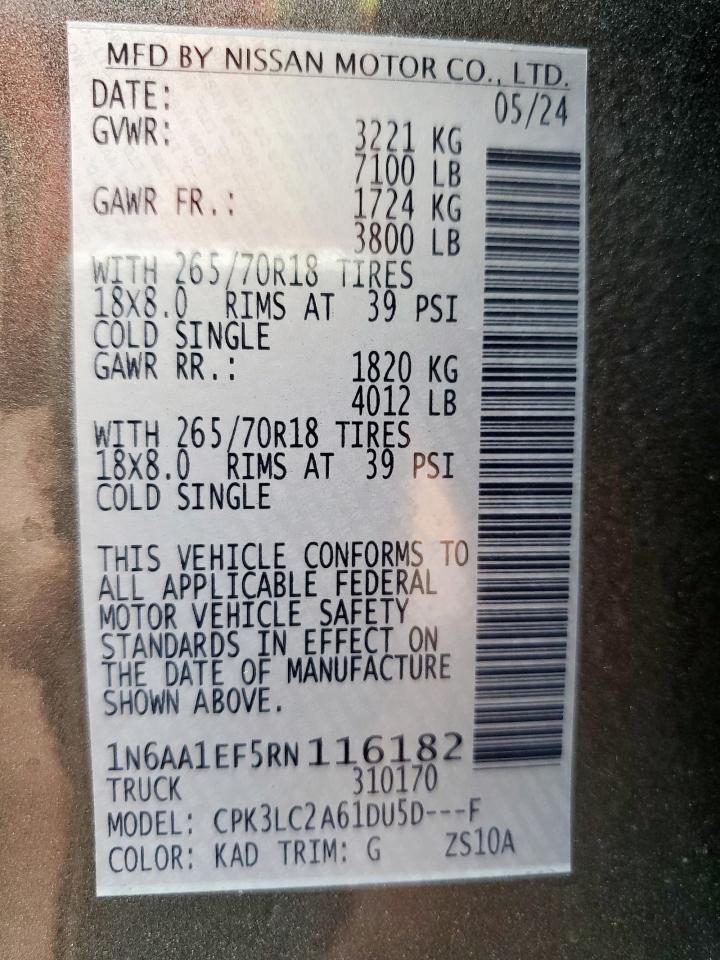 MFD BY NISSAN MOTOR CO., LTD.
DATE: 05/24
GVWR: 3221 KG
7100 LB
GAWR FR.: 1724 KG
3800 LB
WITH 265/70R18 TIRES
18X8.0 RIMS AT 39 PSI
COLD SINGLE
GAWR RR.: 1820 KG
4012 LB
WITH 265/70R18 TIRES
18X8.0 RIMS AT 39 PSI
COLD SINGLE
THIS VEHICLE CONFORMS TO
ALL APPLICABLE FEDERAL
MOTOR VEHICLE SAFETY
STANDARDS IN EFFECT ON
THE DATE OF MANUFACTURE
SHOWN ABOVE.
1N6AA1EF5RN116182
TRUCK 310170
MODEL: CPK3LC2A61DU5D---F
COLOR: KAD TRIM: G ZS10A